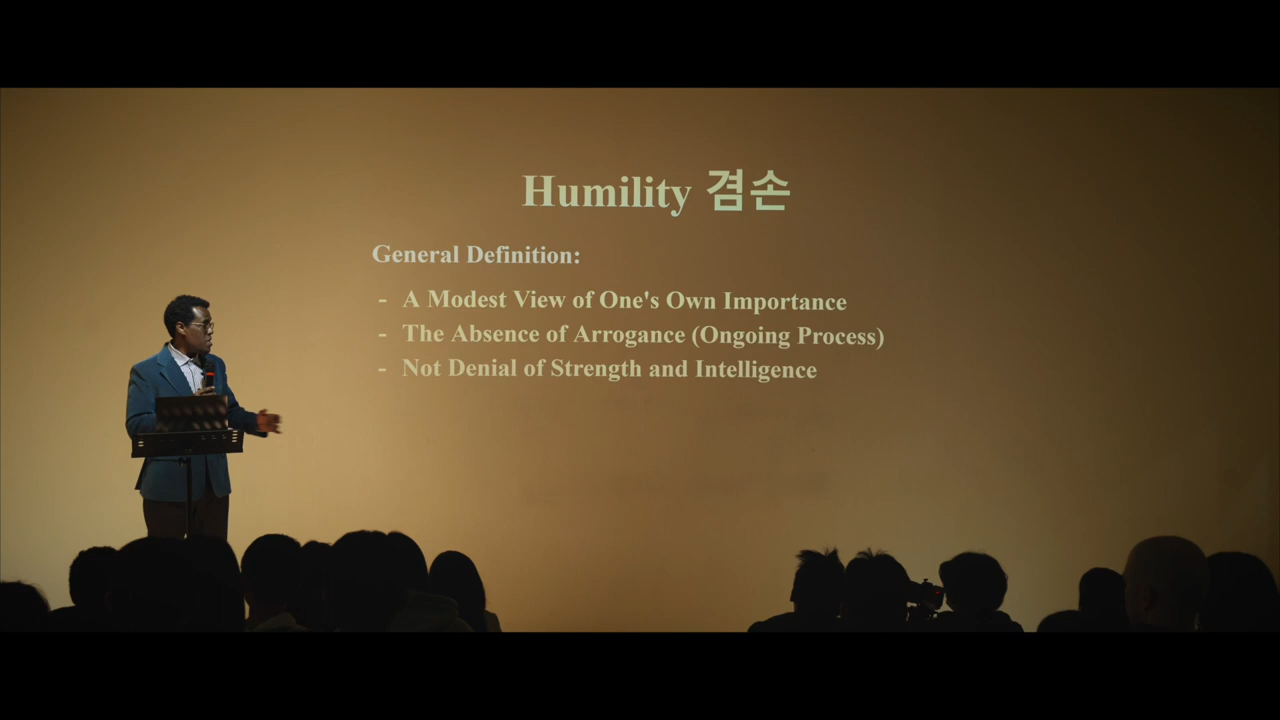 Humility 겸손
General Definition:
- A Modest View of One's Own Importance
- The Absence of Arrogance (Ongoing Process)
- Not Denial of Strength and Intelligence